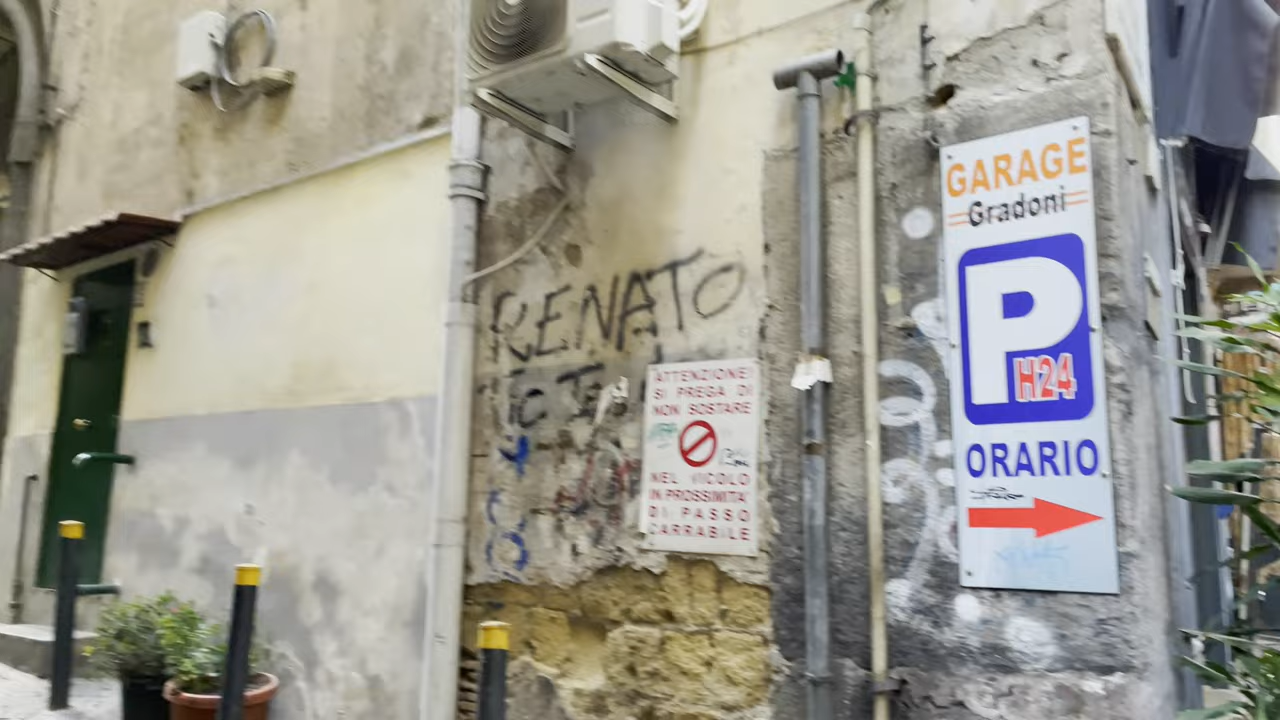 GARAGE
Gradoni
P
H24
ORARIO
RENATO
ATTENZIONE
SI PREGA DI
NON SOSTARE
NEL VICOLO
IN PROSSIMITA'
DI PASSO
CARRABILE